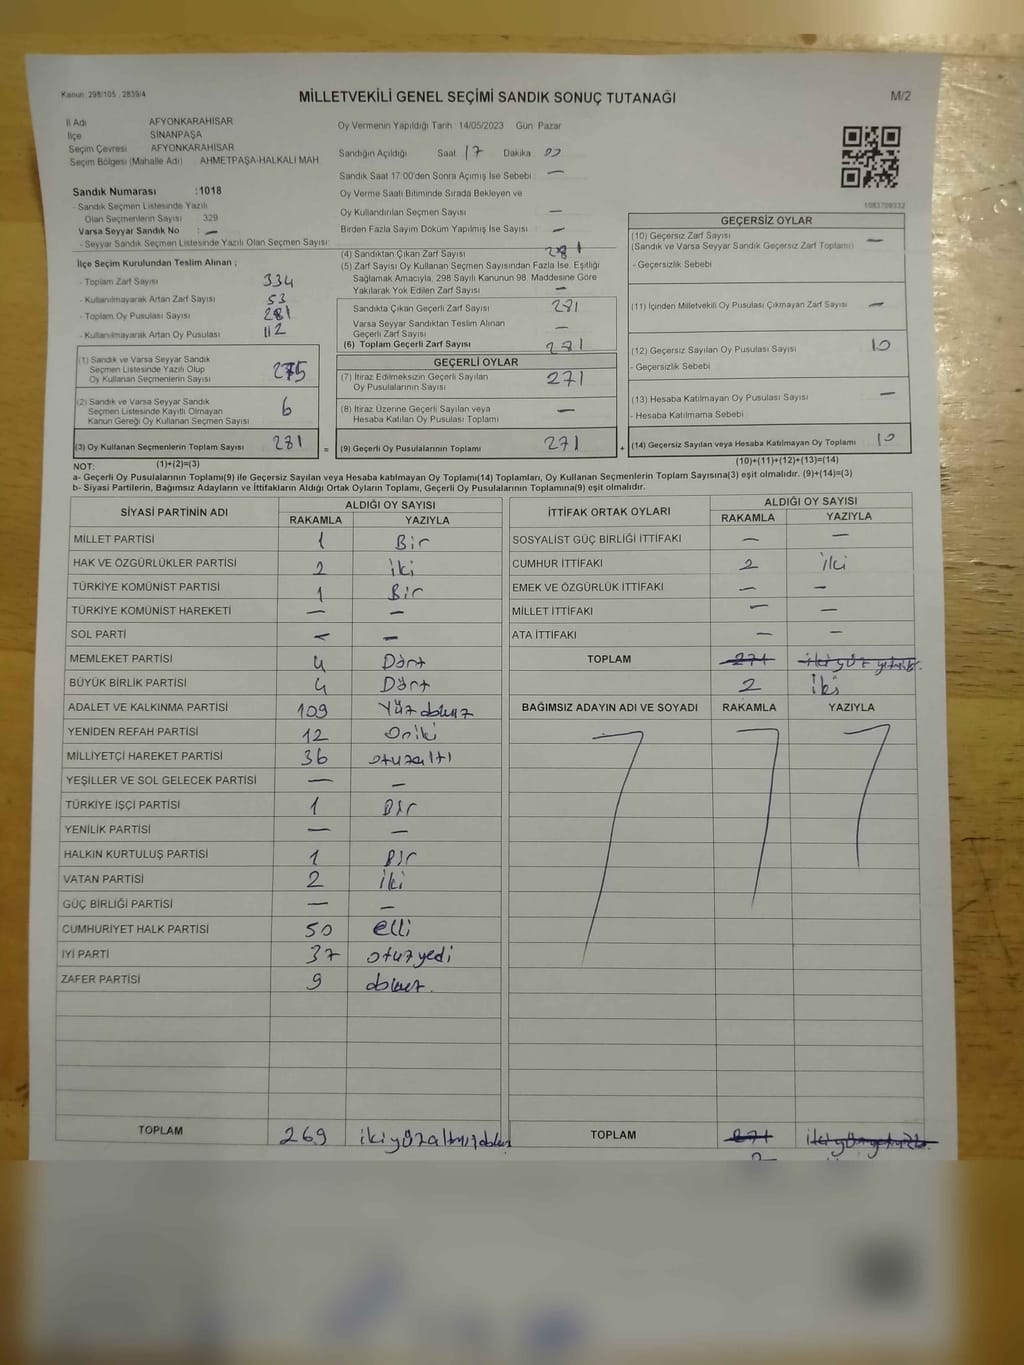 Kanun: 298/105 , 2839/4
MİLLETVEKİLİ GENEL SEÇİMİ SANDIK SONUÇ TUTANAĞI
M/2
İl Adı AFYONKARAHİSAR
İlçe SİNANPAŞA
Seçim Çevresi AFYONKARAHİSAR
Seçim Bölgesi (Mahalle Adı) AHMETPAŞA-HALKALI MAH
Sandık Numarası :1018
- Sandık Seçmen Listesinde Yazılı
Olan Seçmenlerin Sayısı 329
Varsa Seyyar Sandık No : —
- Seyyar Sandık Seçmen Listesinde Yazılı Olan Seçmen Sayısı:
İlçe Seçim Kurulundan Teslim Alınan ;
- Toplam Zarf Sayısı 334
- Kullanılmayarak Artan Zarf Sayısı 53
- Toplam Oy Pusulası Sayısı 281
- Kullanılmayarak Artan Oy Pusulası 112
(1) Sandık ve Varsa Seyyar Sandık
Seçmen Listesinde Yazılı Olup
Oy Kullanan Seçmenlerin Sayısı 275
(2) Sandık ve Varsa Seyyar Sandık
Seçmen Listesinde Kayıtlı Olmayan
Kanun Gereği Oy Kullanan Seçmen Sayısı 6
(3) Oy Kullanan Seçmenlerin Toplam Sayısı 281
(1)+(2)=(3)
Oy Vermenin Yapıldığı Tarih 14/05/2023 Gün Pazar
Sandığın Açıldığı Saat 17 Dakika 00
Sandık Saat 17:00'den Sonra Açımış İse Sebebi —
Oy Verme Saati Bitiminde Sırada Bekleyen ve
Oy Kullandırılan Seçmen Sayısı —
Birden Fazla Sayım Döküm Yapılmış İse Sayısı —
(4) Sandıktan Çıkan Zarf Sayısı 281
(5) Zarf Sayısı Oy Kullanan Seçmen Sayısından Fazla İse, Eşitliği
Sağlamak Amacıyla, 298 Sayılı Kanunun 98. Maddesine Göre
Yakılarak Yok Edilen Zarf Sayısı —
Sandıkta Çıkan Geçerli Zarf Sayısı 281
Varsa Seyyar Sandıktan Teslim Alınan
Geçerli Zarf Sayısı —
(6) Toplam Geçerli Zarf Sayısı 281
GEÇERLİ OYLAR
(7) İtiraz Edilmeksizin Geçerli Sayılan
Oy Pusulalarının Sayısı 271
(8) İtiraz Üzerine Geçerli Sayılan veya
Hesaba Katılan Oy Pusulası Toplamı —
= (9) Geçerli Oy Pusulalarının Toplamı 271 +
1083709332
GEÇERSİZ OYLAR
(10) Geçersiz Zarf Sayısı
(Sandık ve Varsa Seyyar Sandık Geçersiz Zarf Toplamı) —
- Geçersizlik Sebebi
(11) İçinden Milletvekili Oy Pusulası Çıkmayan Zarf Sayısı —
(12) Geçersiz Sayılan Oy Pusulası Sayısı 10
- Geçersizlik Sebebi
(13) Hesaba Katılmayan Oy Pusulası Sayısı —
- Hesaba Katılmama Sebebi
(14) Geçersiz Sayılan veya Hesaba Katılmayan Oy Toplamı 10
(10)+(11)+(12)+(13)=(14)
NOT:
a- Geçerli Oy Pusulalarının Toplamı(9) ile Geçersiz Sayılan veya Hesaba katılmayan Oy Toplamı(14) Toplamları, Oy Kullanan Seçmenlerin Toplam Sayısına(3) eşit olmalıdır. (9)+(14)=(3)
b- Siyasi Partilerin, Bağımsız Adayların ve İttifakların Aldığı Ortak Oyların Toplamı, Geçerli Oy Pusulalarının Toplamına(9) eşit olmalıdır.
SİYASİ PARTİNİN ADI ALDIĞI OY SAYISI
RAKAMLA YAZIYLA
MİLLET PARTİSİ 1 Bir
HAK VE ÖZGÜRLÜKLER PARTİSİ 2 iki
TÜRKİYE KOMÜNİST PARTİSİ 1 Bir
TÜRKİYE KOMÜNİST HAREKETİ — —
SOL PARTİ — —
MEMLEKET PARTİSİ 4 Dört
BÜYÜK BİRLİK PARTİSİ 4 Dört
ADALET VE KALKINMA PARTİSİ 109 Yüzdokuz
YENİDEN REFAH PARTİSİ 12 Oniki
MİLLİYETÇİ HAREKET PARTİSİ 36 otuzaltı
YEŞİLLER VE SOL GELECEK PARTİSİ — —
TÜRKİYE İŞÇİ PARTİSİ 1 Bir
YENİLİK PARTİSİ — —
HALKIN KURTULUŞ PARTİSİ 1 Bir
VATAN PARTİSİ 2 iki
GÜÇ BİRLİĞİ PARTİSİ — —
CUMHURİYET HALK PARTİSİ 50 elli
İYİ PARTİ 37 otuzyedi
ZAFER PARTİSİ 9 dokuz.
TOPLAM 269 ikiyüzaltmışdokuz
İTTİFAK ORTAK OYLARI ALDIĞI OY SAYISI
RAKAMLA YAZIYLA
SOSYALİST GÜÇ BİRLİĞİ İTTİFAKI — —
CUMHUR İTTİFAKI 2 iki
EMEK VE ÖZGÜRLÜK İTTİFAKI — —
MİLLET İTTİFAKI — —
ATA İTTİFAKI — —
TOPLAM 271
2 iki
BAĞIMSIZ ADAYIN ADI VE SOYADI RAKAMLA YAZIYLA
TOPLAM 271
2